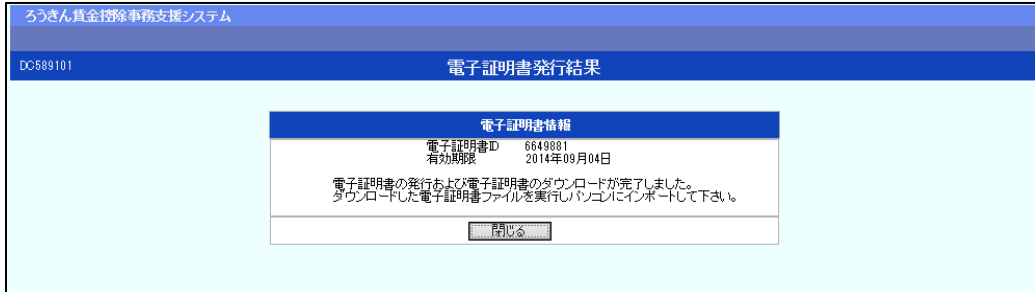 ろうきん賃金控除事務支援システム
DC589101
電子証明書発行結果
電子証明書情報
電子証明書ID 6649881
有効期限 2014年09月04日
電子証明書の発行および電子証明書のダウンロードが完了しました。
ダウンロードした電子証明書ファイルを実行しパソコンにインポートして下さい。
閉じる